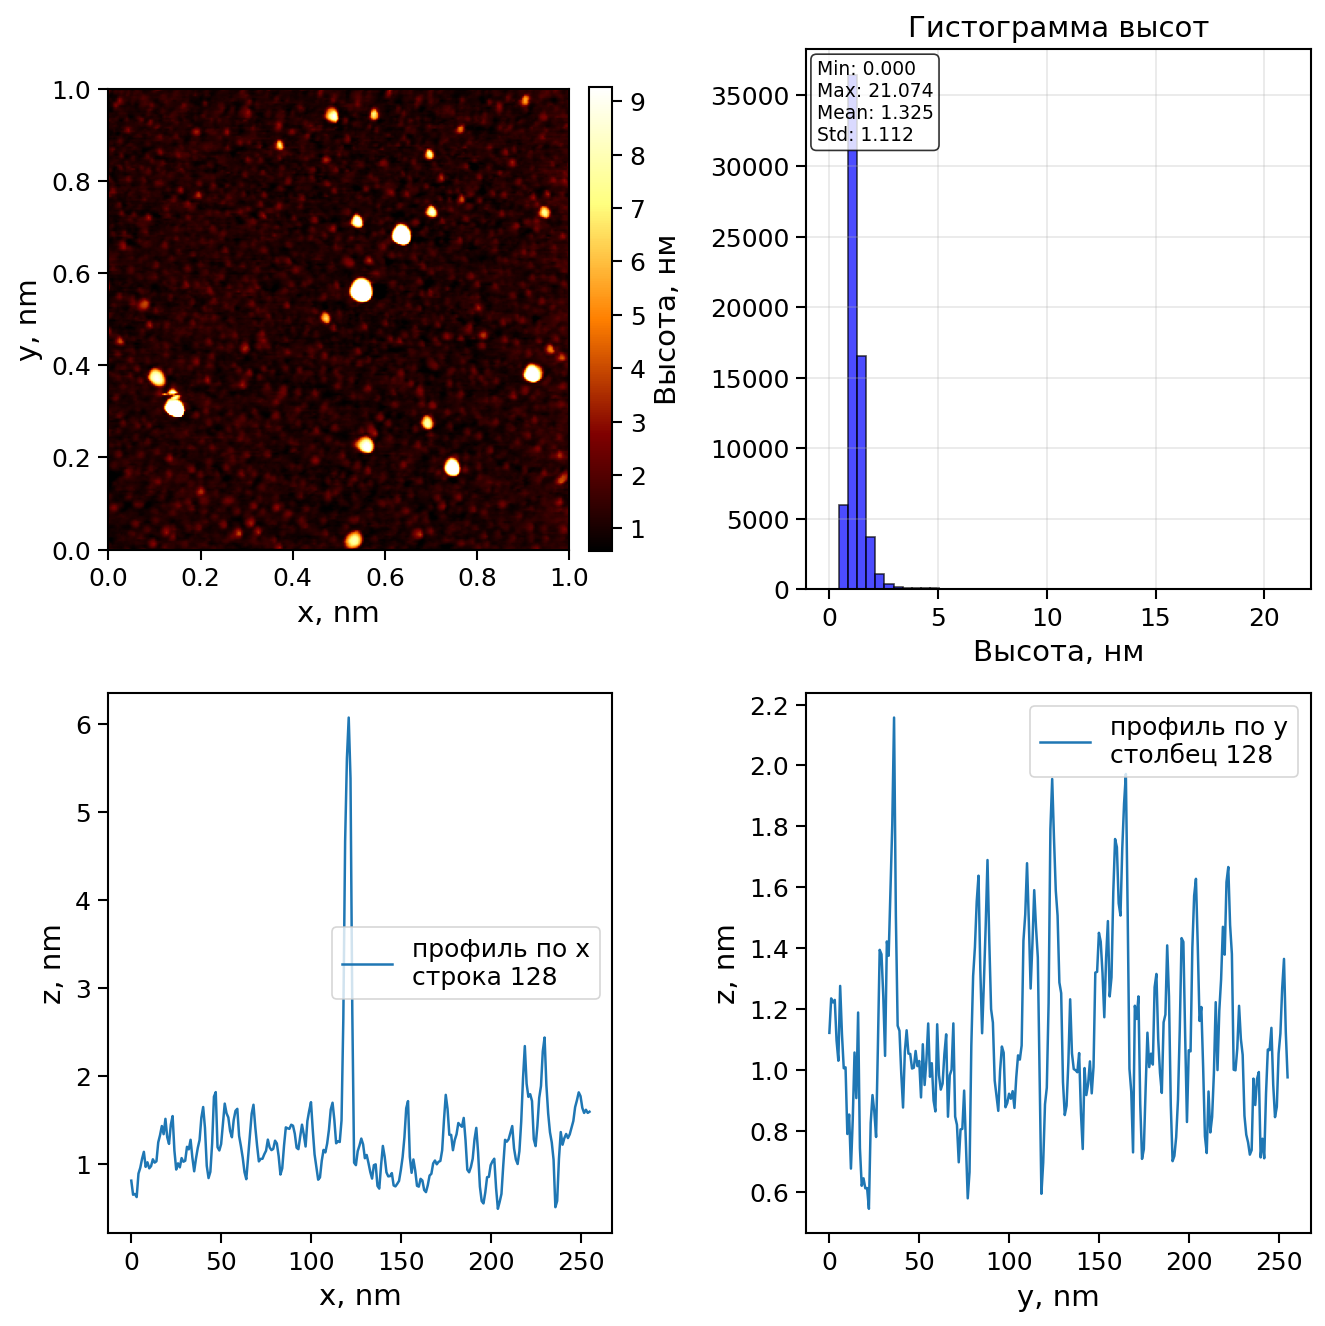 1.0
0.8
0.6
0.4
0.2
0.0
y, nm
0.0 0.2 0.4 0.6 0.8 1.0
x, nm
9
8
7
6
5
4
3
2
1
Высота, нм
Гистограмма высот
Min: 0.000
Max: 21.074
Mean: 1.325
Std: 1.112
35000
30000
25000
20000
15000
10000
5000
0
0 5 10 15 20
Высота, нм
6
5
4
3
2
1
z, nm
профиль по x
строка 128
0 50 100 150 200 250
x, nm
2.2
2.0
1.8
1.6
1.4
1.2
1.0
0.8
0.6
z, nm
профиль по y
столбец 128
0 50 100 150 200 250
y, nm